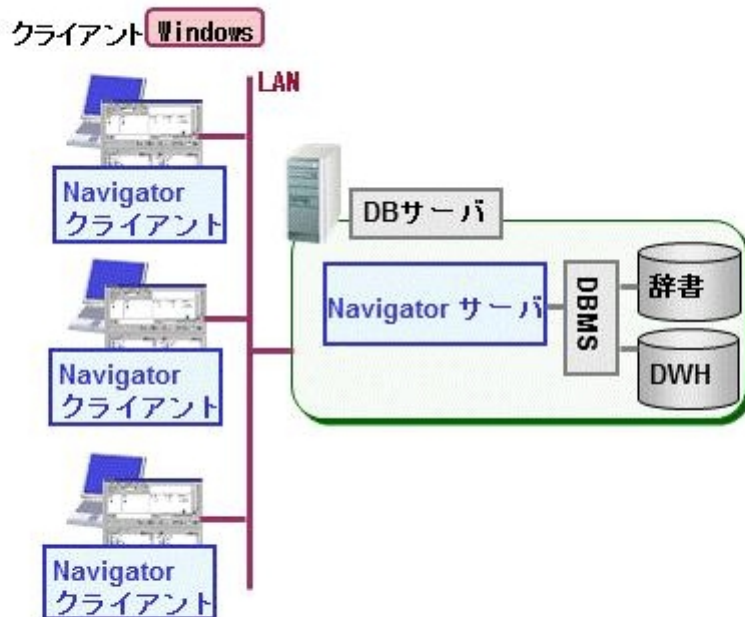 クライアント Windows
LAN
Navigator
クライアント
DBサーバ
Navigator サーバ
DBMS
辞書
DWH
Navigator
クライアント
Navigator
クライアント